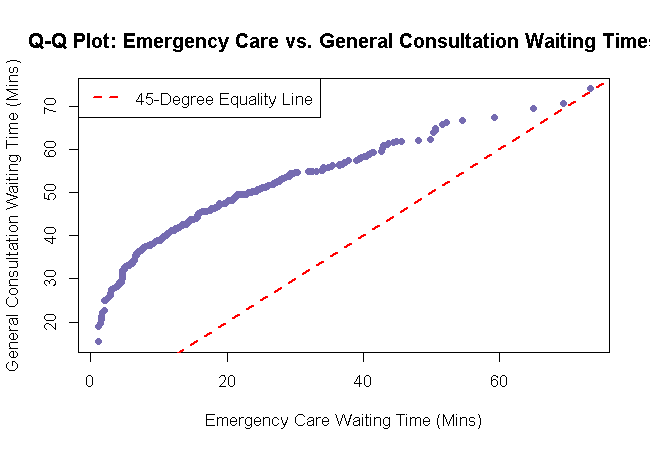 Q-Q Plot: Emergency Care vs. General Consultation Waiting Times
45-Degree Equality Line
General Consultation Waiting Time (Mins)
70
60
50
40
30
20
0 20 40 60
Emergency Care Waiting Time (Mins)